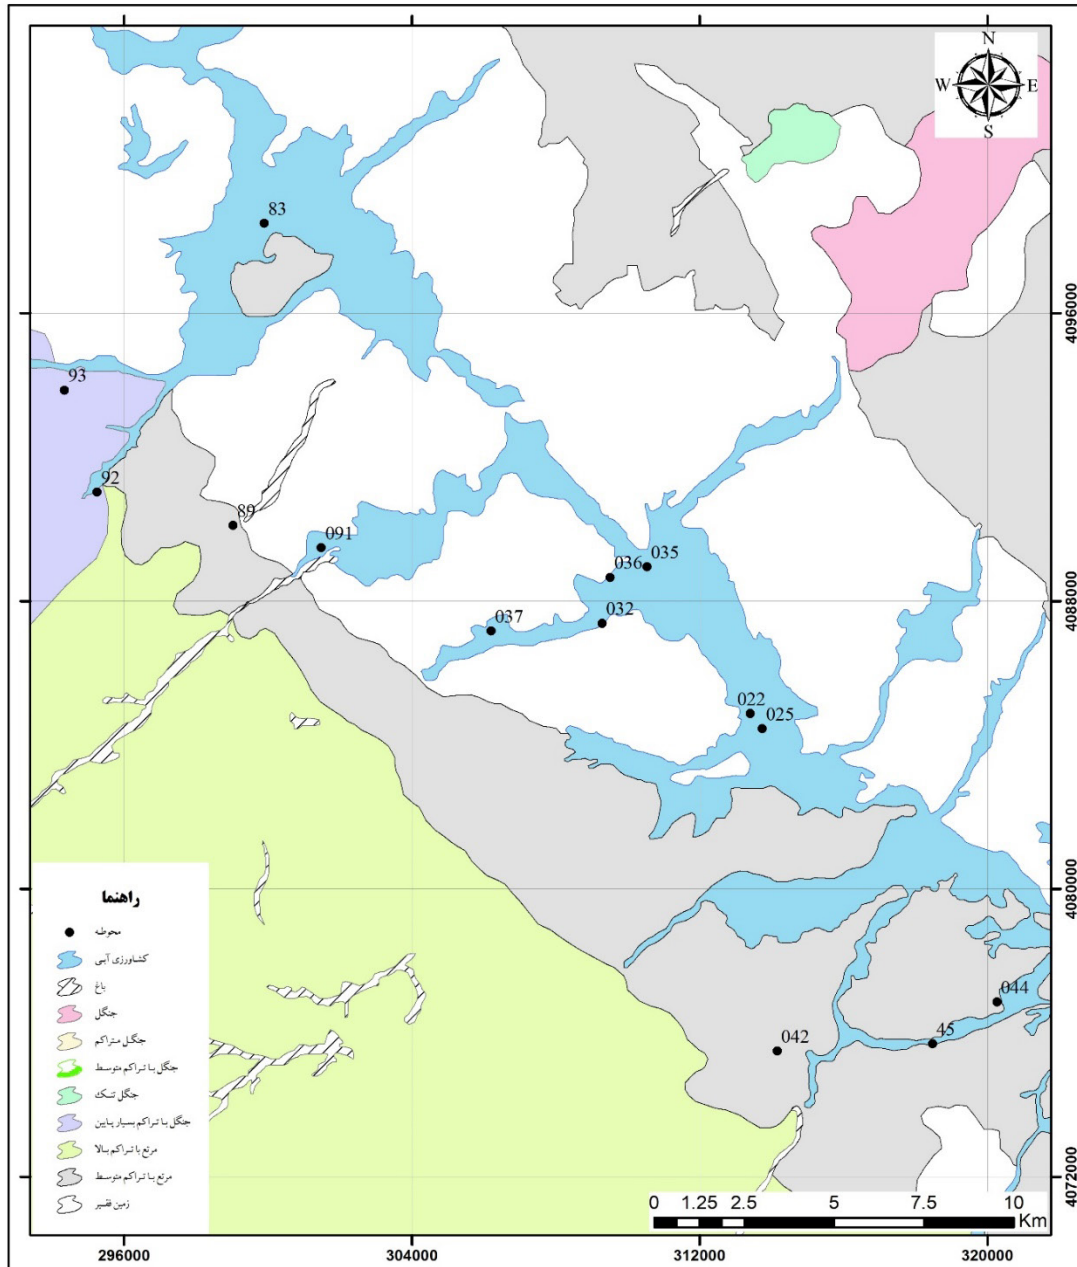 N
W E
S
83
4096000
93
92
89
091
036
035
4088000
037
032
022
025
4080000
راهنما
محوطه
کشاورزی آبی
باغ
جنگل
جنگل متراکم
جنگل با تراکم متوسط
جنگل تنک
جنگل با تراکم بسیار پایین
مرتع با تراکم بالا
مرتع با تراکم متوسط
زمین فقیر
044
45
042
4072000
0 1.25 2.5 5 7.5 10
Km
296000 304000 312000 320000